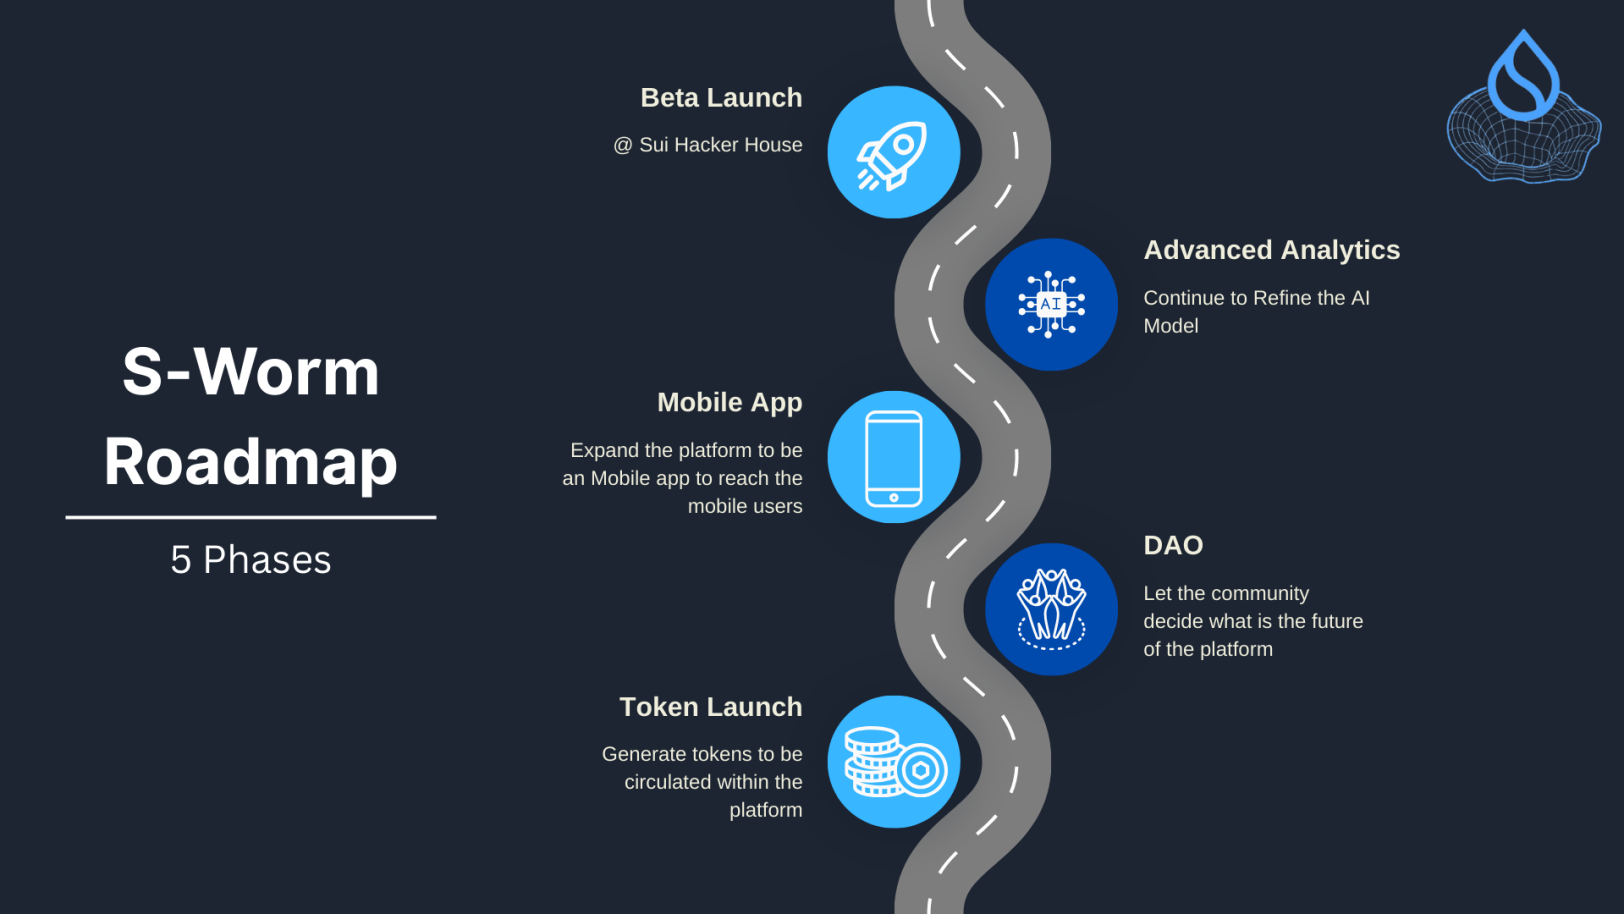 S-Worm
Roadmap
5 Phases
Beta Launch
@ Sui Hacker House
Advanced Analytics
Continue to Refine the AI
Model
AI
Mobile App
Expand the platform to be
an Mobile app to reach the
mobile users
DAO
Let the community
decide what is the future
of the platform
Token Launch
Generate tokens to be
circulated within the
platform